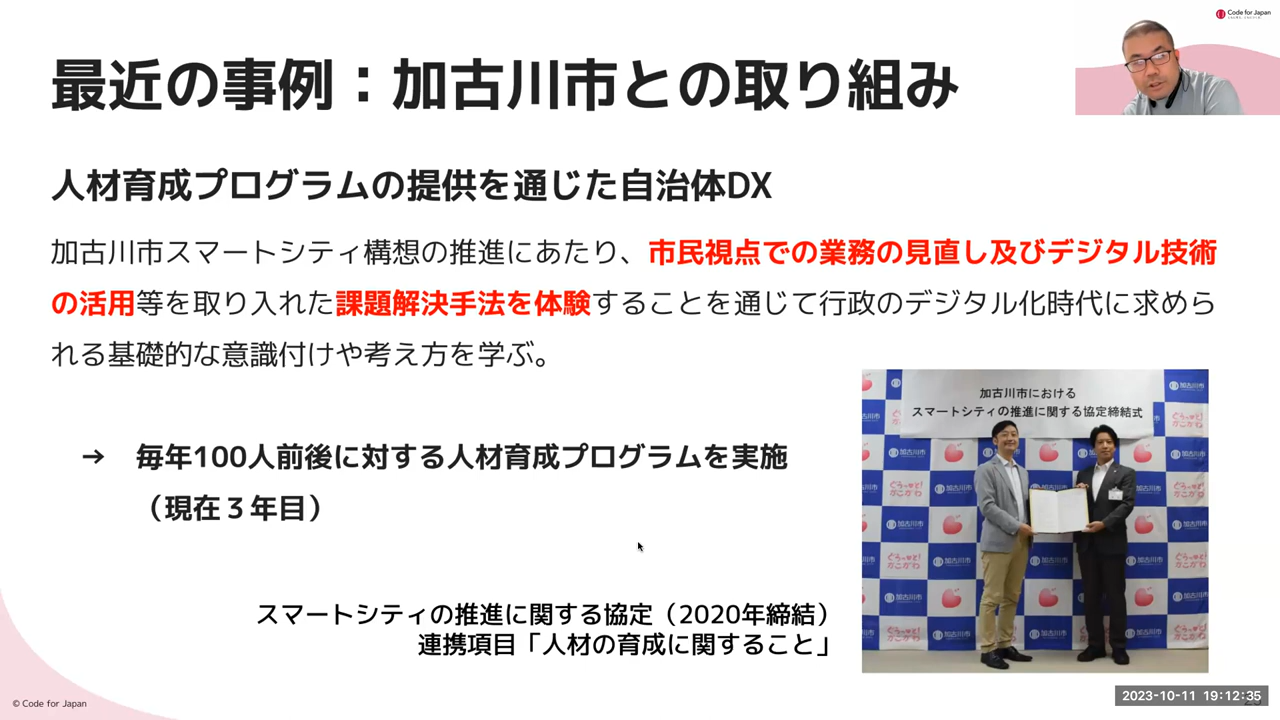 Code for Japan
最近の事例：加古川市との取り組み
人材育成プログラムの提供を通じた自治体DX
加古川市スマートシティ構想の推進にあたり、市民視点での業務の見直し及びデジタル技術
の活用等を取り入れた課題解決手法を体験することを通じて行政のデジタル化時代に求めら
れる基礎的な意識付けや考え方を学ぶ。
→ 毎年100人前後に対する人材育成プログラムを実施
（現在３年目）
加古川市における
スマートシティの推進に関する協定締結式
加古川市
スマートシティの推進に関する協定（2020年締結）
連携項目「人材の育成に関すること」
© Code for Japan
2023-10-11 19:12:35